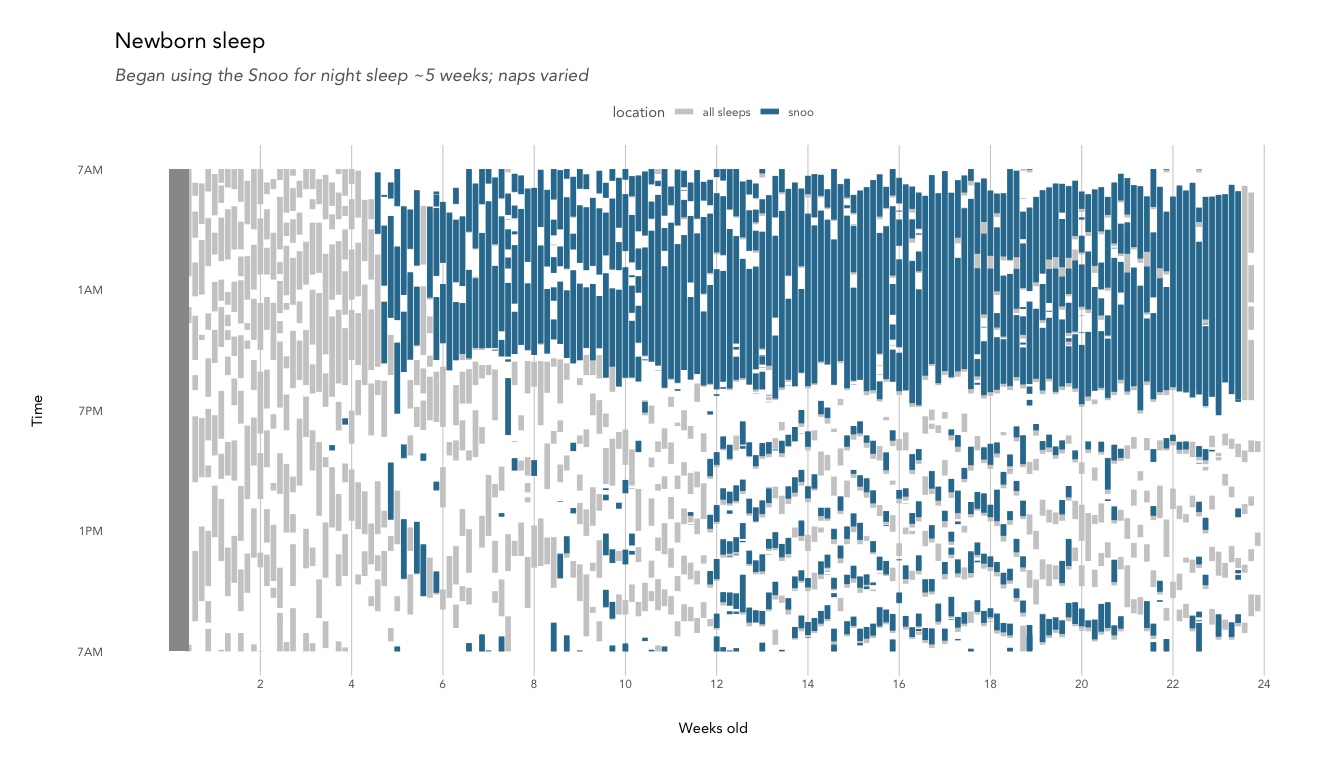 Newborn sleep
Began using the Snoo for night sleep ~5 weeks; naps varied
location all sleeps snoo
7AM
1AM
7PM
1PM
7AM
Time
2 4 6 8 10 12 14 16 18 20 22 24
Weeks old